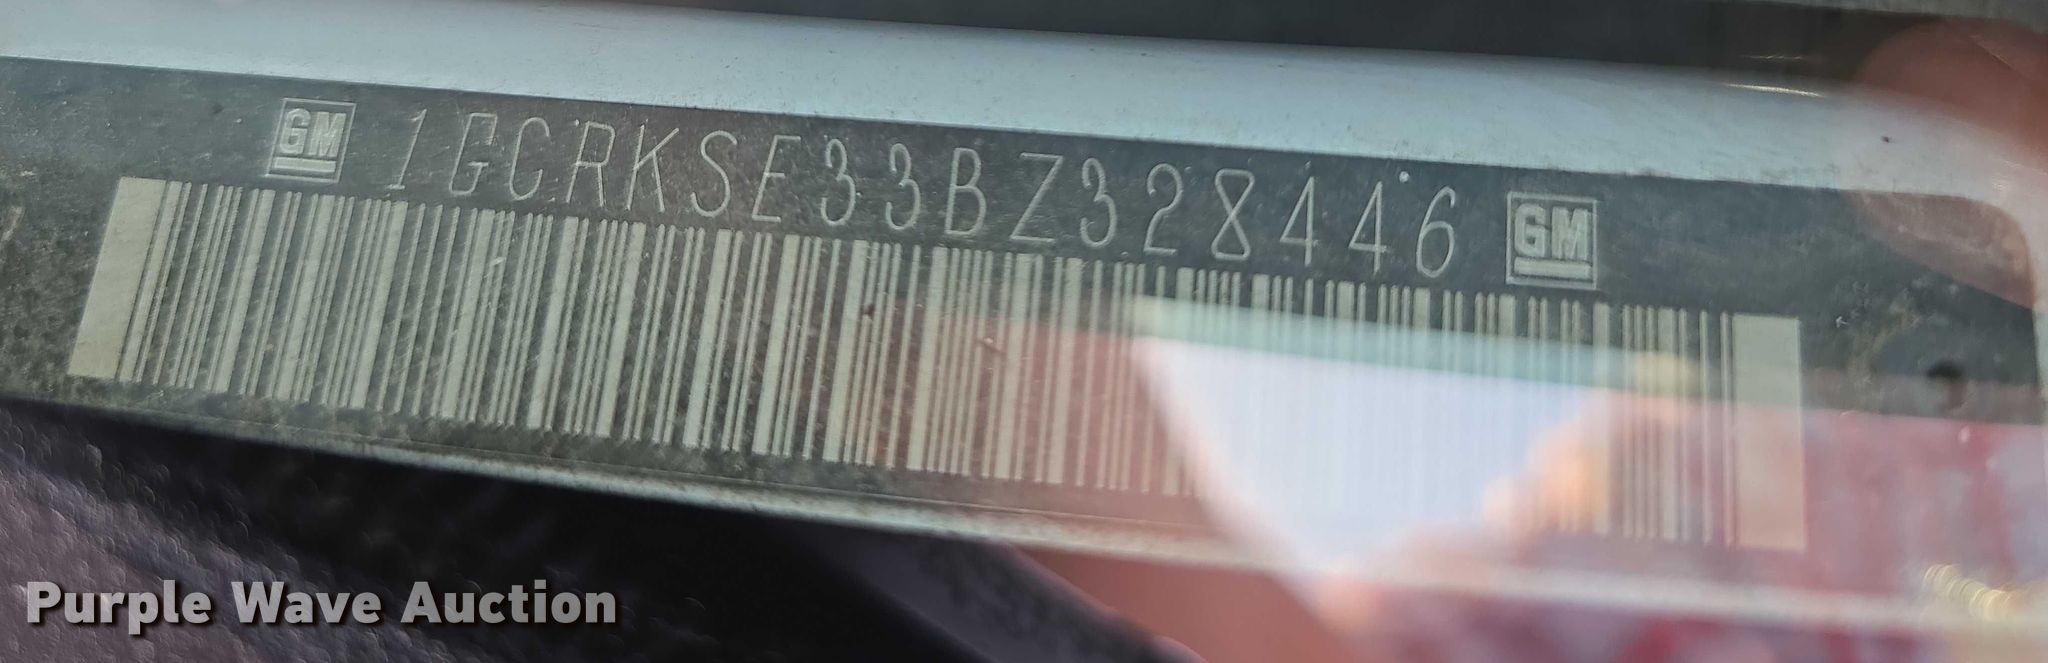 GM 1GCRKSE33BZ328446 GM
Purple Wave Auction